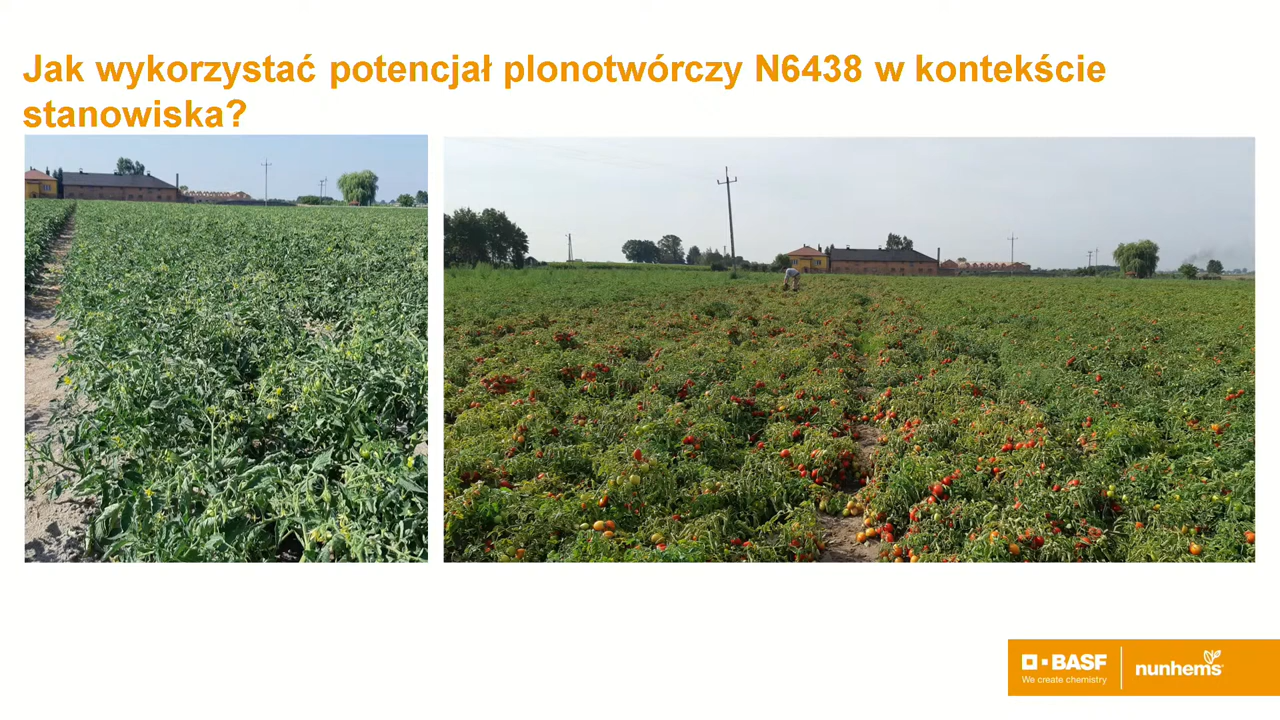 Jak wykorzystać potencjał plonotwórczy N6438 w kontekście
stanowiska?
BASF
We create chemistry
nunhems